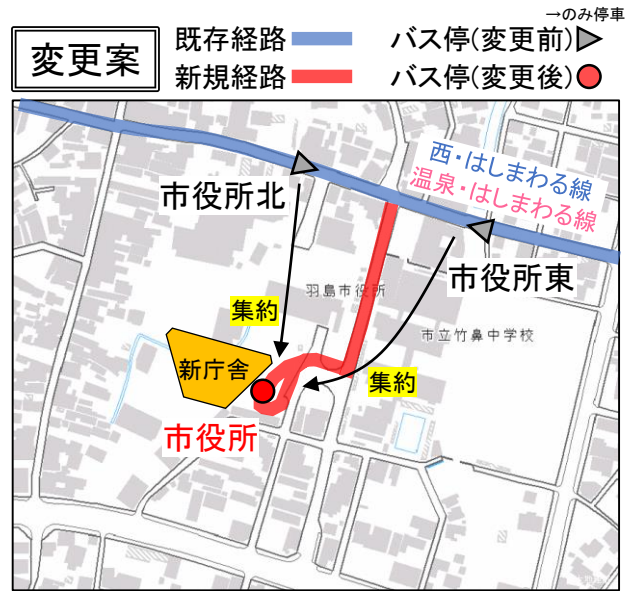 →のみ停車
変更案
既存経路
バス停(変更前)
新規経路
バス停(変更後)
西・はしまわる線
温泉・はしまわる線
市役所北
市役所東
羽島市役所
集約
市立竹鼻中学校
新庁舎
集約
市役所